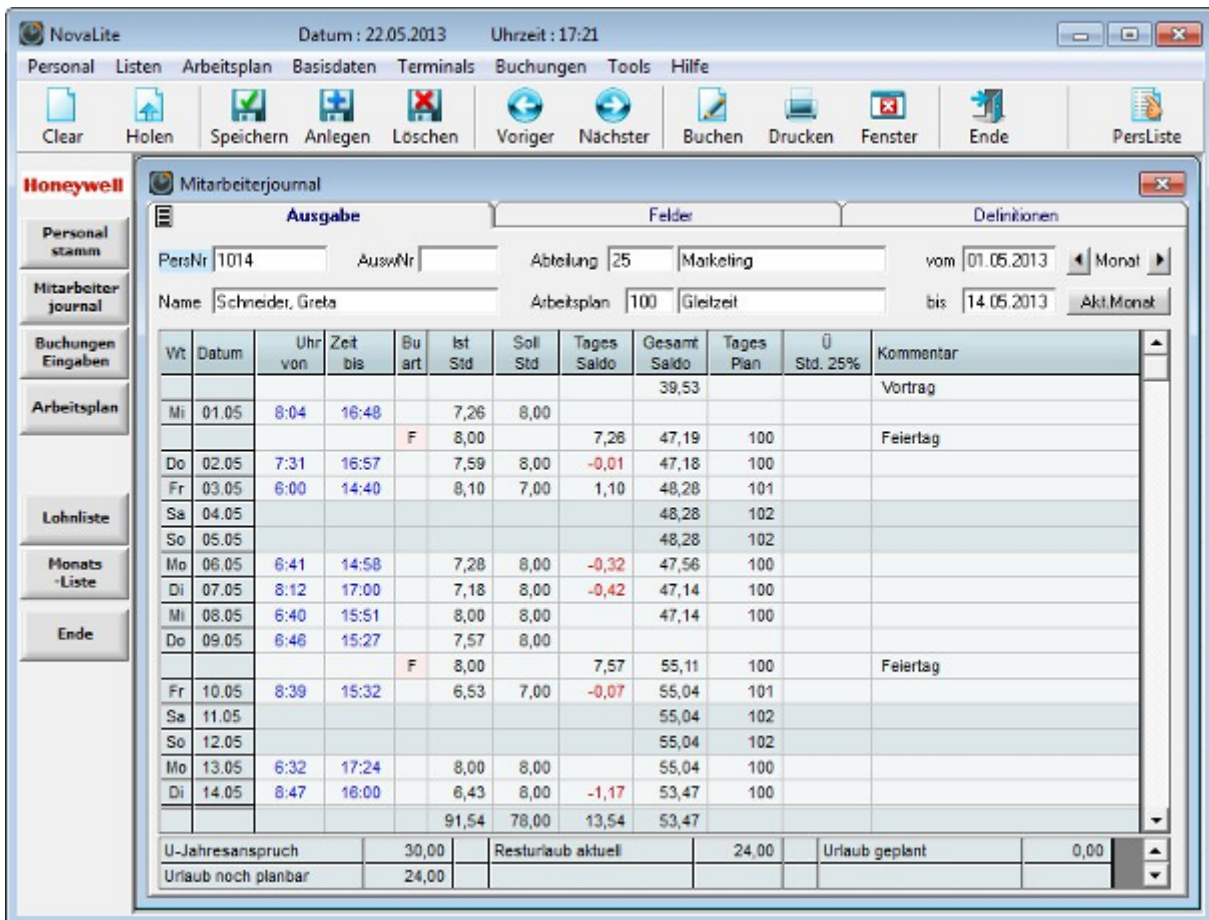 NovaLite Datum : 22.05.2013 Uhrzeit : 17:21
Personal Listen Arbeitsplan Basisdaten Terminals Buchungen Tools Hilfe
Clear Holen Speichern Anlegen Löschen Voriger Nächster Buchen Drucken Fenster Ende PersListe
Honeywell
Personal
stamm
Mitarbeiter
journal
Buchungen
Eingaben
Arbeitsplan
Lohnliste
Monats
-Liste
Ende
Mitarbeiterjournal
Ausgabe Felder Definitionen
PersNr 1014 AuswNr Abteilung 25 Marketing vom 01.05.2013 Monat
Name Schneider, Greta Arbeitsplan 100 Gleitzeit bis 14.05.2013 Akt.Monat
Wt Datum Uhr Zeit Bu Ist Soll Tages Gesamt Tages Ü Kommentar
von bis art Std Std Saldo Saldo Plan Std. 25%
39,53 Vortrag
Mi 01.05 8:04 16:48 7,26 8,00
F 8,00 7,26 47,19 100 Feiertag
Do 02.05 7:31 16:57 7,59 8,00 -0,01 47,18 100
Fr 03.05 6:00 14:40 8,10 7,00 1,10 48,28 101
Sa 04.05 48,28 102
So 05.05 48,28 102
Mo 06.05 6:41 14:58 7,28 8,00 -0,32 47,56 100
Di 07.05 8:12 17:00 7,18 8,00 -0,42 47,14 100
Mi 08.05 6:40 15:51 8,00 8,00 47,14 100
Do 09.05 6:46 15:27 7,57 8,00
F 8,00 7,57 55,11 100 Feiertag
Fr 10.05 8:39 15:32 6,53 7,00 -0,07 55,04 101
Sa 11.05 55,04 102
So 12.05 55,04 102
Mo 13.05 6:32 17:24 8,00 8,00 55,04 100
Di 14.05 8:47 16:00 6,43 8,00 -1,17 53,47 100
91,54 78,00 13,54 53,47
U-Jahresanspruch 30,00 Resturlaub aktuell 24,00 Urlaub geplant 0,00
Urlaub noch planbar 24,00